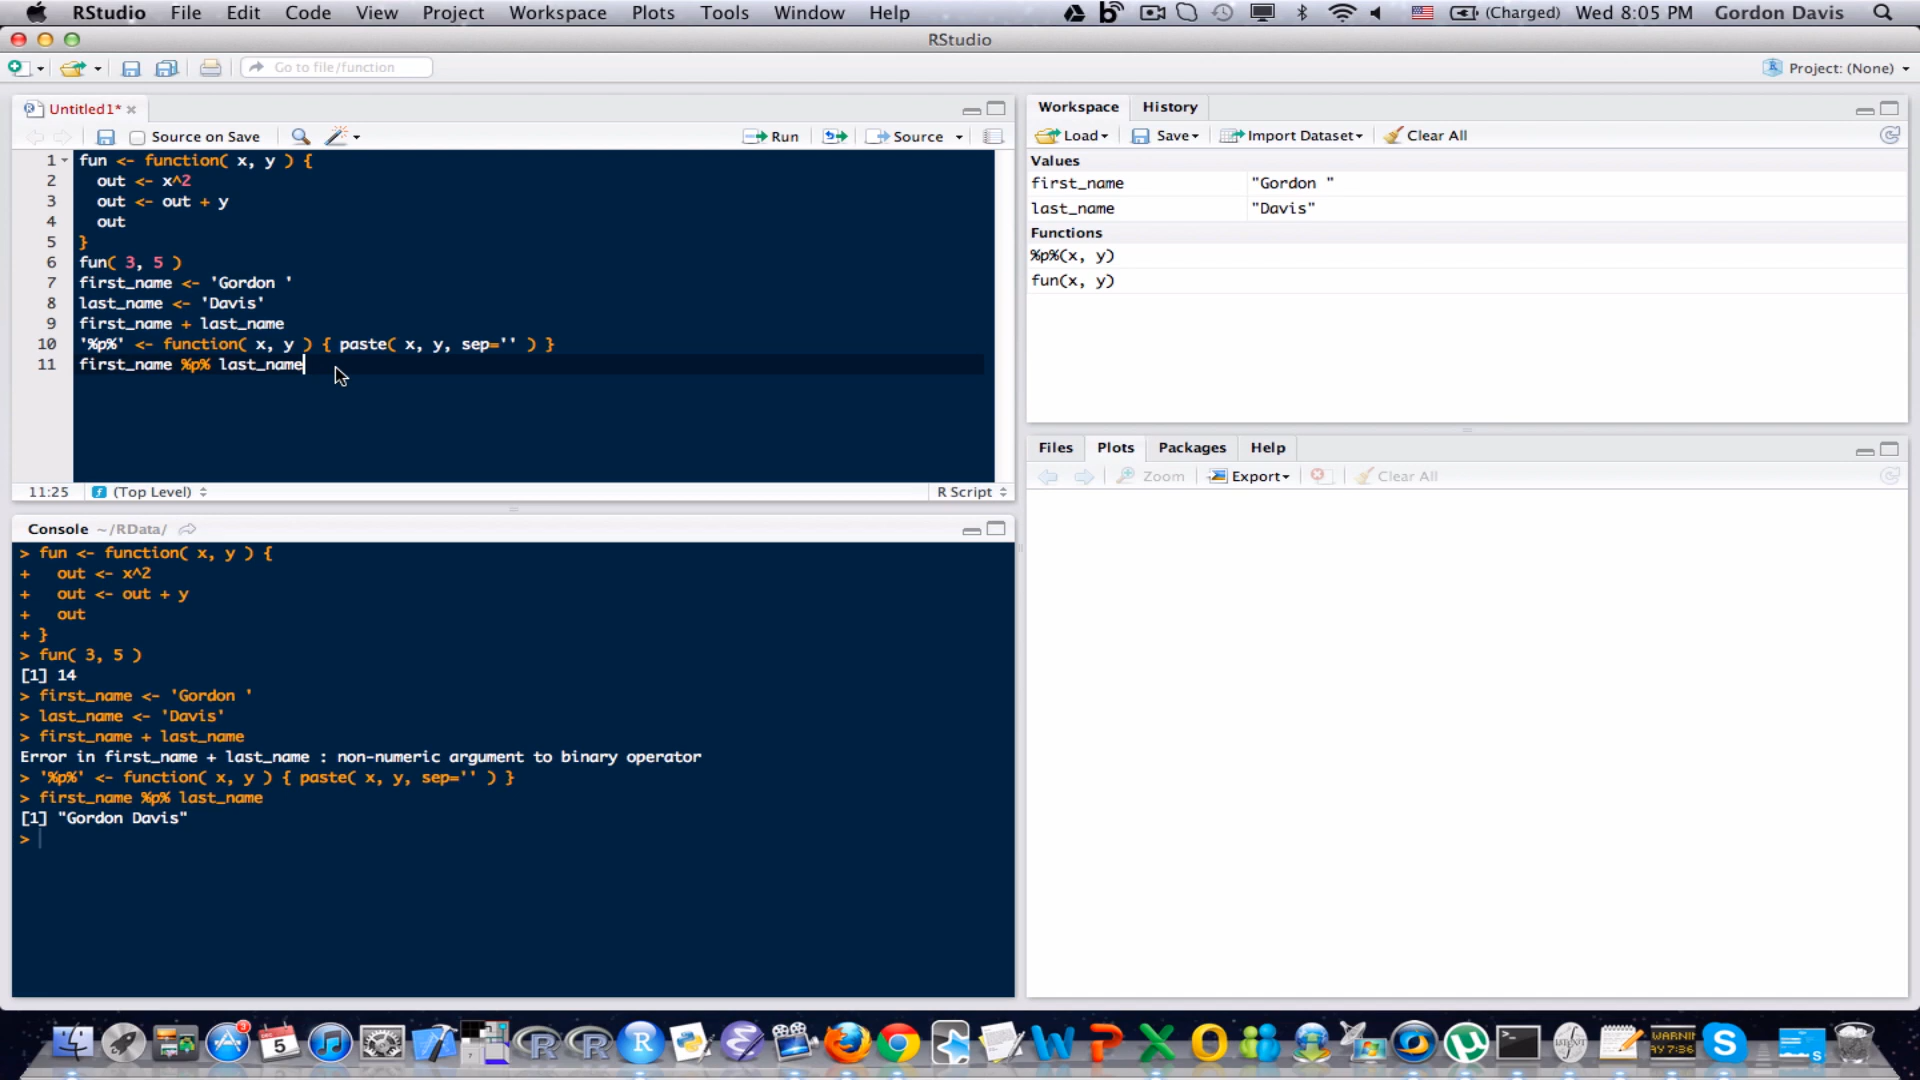 RStudio File Edit Code View Project Workspace Plots Tools Window Help (Charged) Wed 8:05 PM Gordon Davis
RStudio
Go to file/function Project: (None)
Untitled1*
Source on Save Run Source
1 fun <- function( x, y ) {
2 out <- x^2
3 out <- out + y
4 out
5 }
6 fun( 3, 5 )
7 first_name <- 'Gordon '
8 last_name <- 'Davis'
9 first_name + last_name
10 '%p%' <- function( x, y ) { paste( x, y, sep='' ) }
11 first_name %p% last_name
11:25 (Top Level) R Script
Console ~/RData/
> fun <- function( x, y ) {
+ out <- x^2
+ out <- out + y
+ out
+ }
> fun( 3, 5 )
[1] 14
> first_name <- 'Gordon '
> last_name <- 'Davis'
> first_name + last_name
Error in first_name + last_name : non-numeric argument to binary operator
> '%p%' <- function( x, y ) { paste( x, y, sep='' ) }
> first_name %p% last_name
[1] "Gordon Davis"
>
Workspace History
Load Save Import Dataset Clear All
Values
first_name "Gordon "
last_name "Davis"
Functions
%p%(x, y)
fun(x, y)
Files Plots Packages Help
Zoom Export Clear All